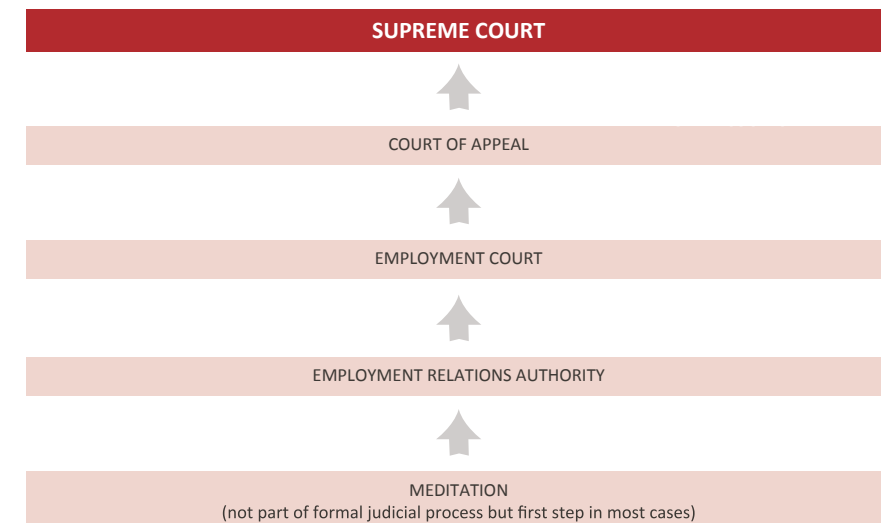 SUPREME COURT
COURT OF APPEAL
EMPLOYMENT COURT
EMPLOYMENT RELATIONS AUTHORITY
MEDITATION
(not part of formal judicial process but first step in most cases)